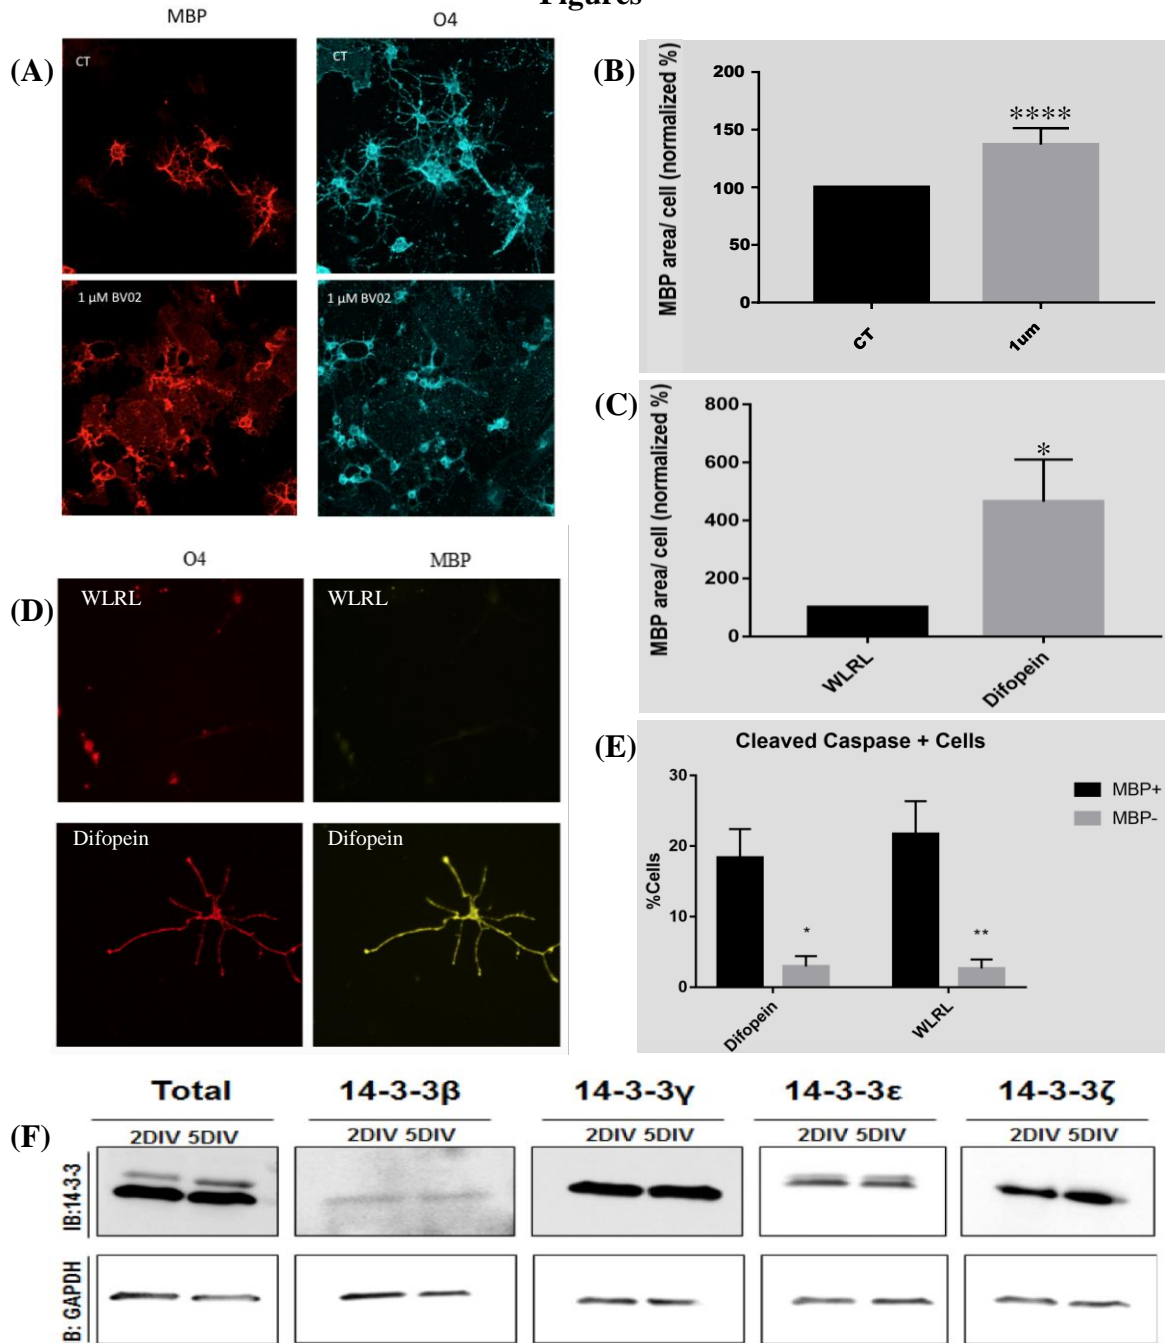 Figures
MBP
O4
(A)
CT
CT
1 µM BV02
1 µM BV02
(B)
MBP area/ cell (normalized %)
200
150
100
50
0
****
CT
1um
(C)
MBP area/ cell (normalized %)
800
600
400
200
0
*
WLRL
Difopein
(D)
O4
MBP
WLRL
WLRL
Difopein
Difopein
(E)
Cleaved Caspase + Cells
%Cells
30
20
10
0
*
**
Difopein
WLRL
MBP+
MBP-
(F)
Total
14-3-3β
14-3-3γ
14-3-3ε
14-3-3ζ
2DIV 5DIV
2DIV 5DIV
2DIV 5DIV
2DIV 5DIV
2DIV 5DIV
IB:14-3-3
B: GAPDH